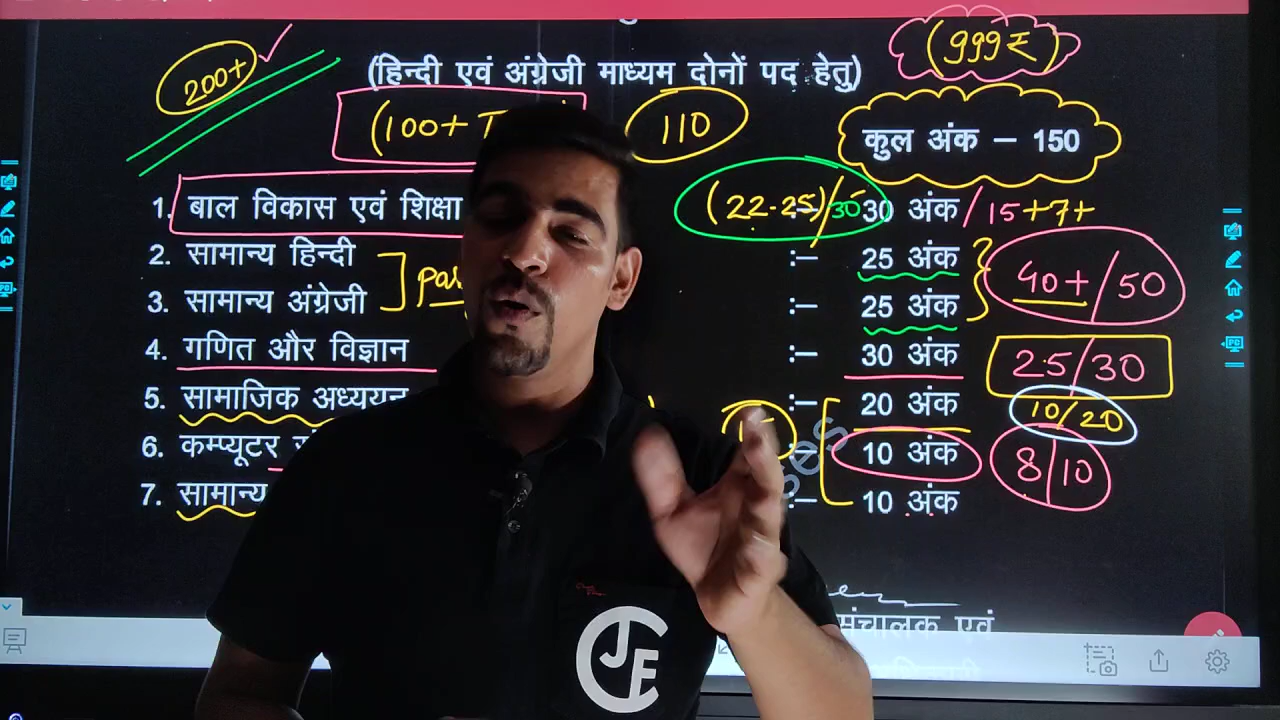 200+
(999₹)
(हिन्दी एवं अंग्रेजी माध्यम दोनों पद हेतु)
(100+ T
110
कुल अंक – 150
1. बाल विकास एवं शिक्षा (22-25)/30 :– 30 अंक / 15+7+
2. सामान्य हिन्दी :– 25 अंक
3. सामान्य अंग्रेजी :– 25 अंक 40+/50
4. गणित और विज्ञान :– 30 अंक 25/30
5. सामाजिक अध्ययन :– 20 अंक 10/20
6. कम्प्यूटर :– 10 अंक 8/10
7. सामान्य :– 10 अंक
संचालक एवं
CJE